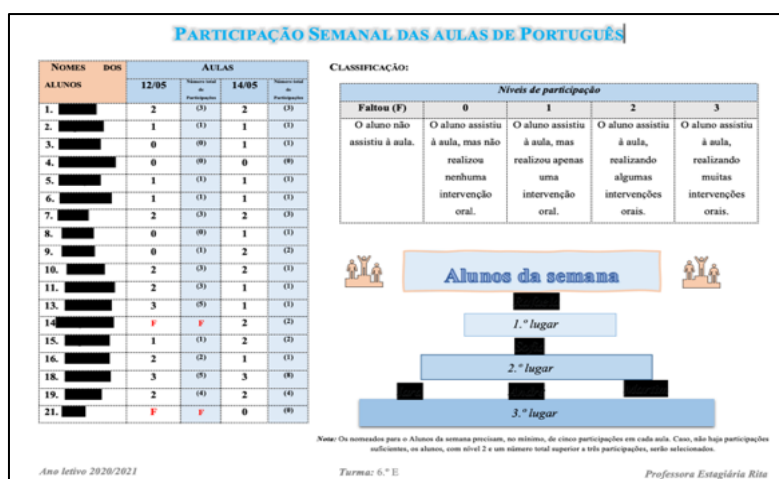 PARTICIPAÇÃO SEMANAL DAS AULAS DE PORTUGUÊS
NOMES DOS ALUNOS
AULAS
12/05 Número total de Participações 14/05 Número total de Participações
1. 2 (3) 2 (3)
2. 1 (1) 1 (1)
3. 0 (0) 1 (1)
4. 0 (0) 0 (0)
5. 1 (1) 1 (1)
6. 1 (1) 1 (1)
7. 2 (3) 2 (3)
8. 0 (0) 1 (1)
9. 0 (1) 2 (2)
10. 2 (3) 2 (1)
11. 2 (3) 1 (1)
13. 3 (5) 1 (1)
14 F F 2 (2)
15. 1 (1) 2 (2)
16. 2 (2) 1 (1)
18. 3 (5) 3 (8)
19. 2 (4) 2 (4)
21. F F 0 (0)
CLASSIFICAÇÃO:
Níveis de participação
Faltou (F) 0 1 2 3
O aluno não assistiu à aula.
O aluno assistiu à aula, mas não realizou nenhuma intervenção oral.
O aluno assistiu à aula, mas realizou apenas uma intervenção oral.
O aluno assistiu à aula, realizando algumas intervenções orais.
O aluno assistiu à aula, realizando muitas intervenções orais.
Alunos da semana
1.º lugar
2.º lugar
3.º lugar
Nota: Os nomeados para o Alunos da semana precisam, no mínimo, de cinco participações em cada aula. Caso, não haja participações
suficientes, os alunos, com nível 2 e um número total superior a três participações, serão selecionados.
Ano letivo 2020/2021 Turma: 6.º E Professora Estagiária Rita